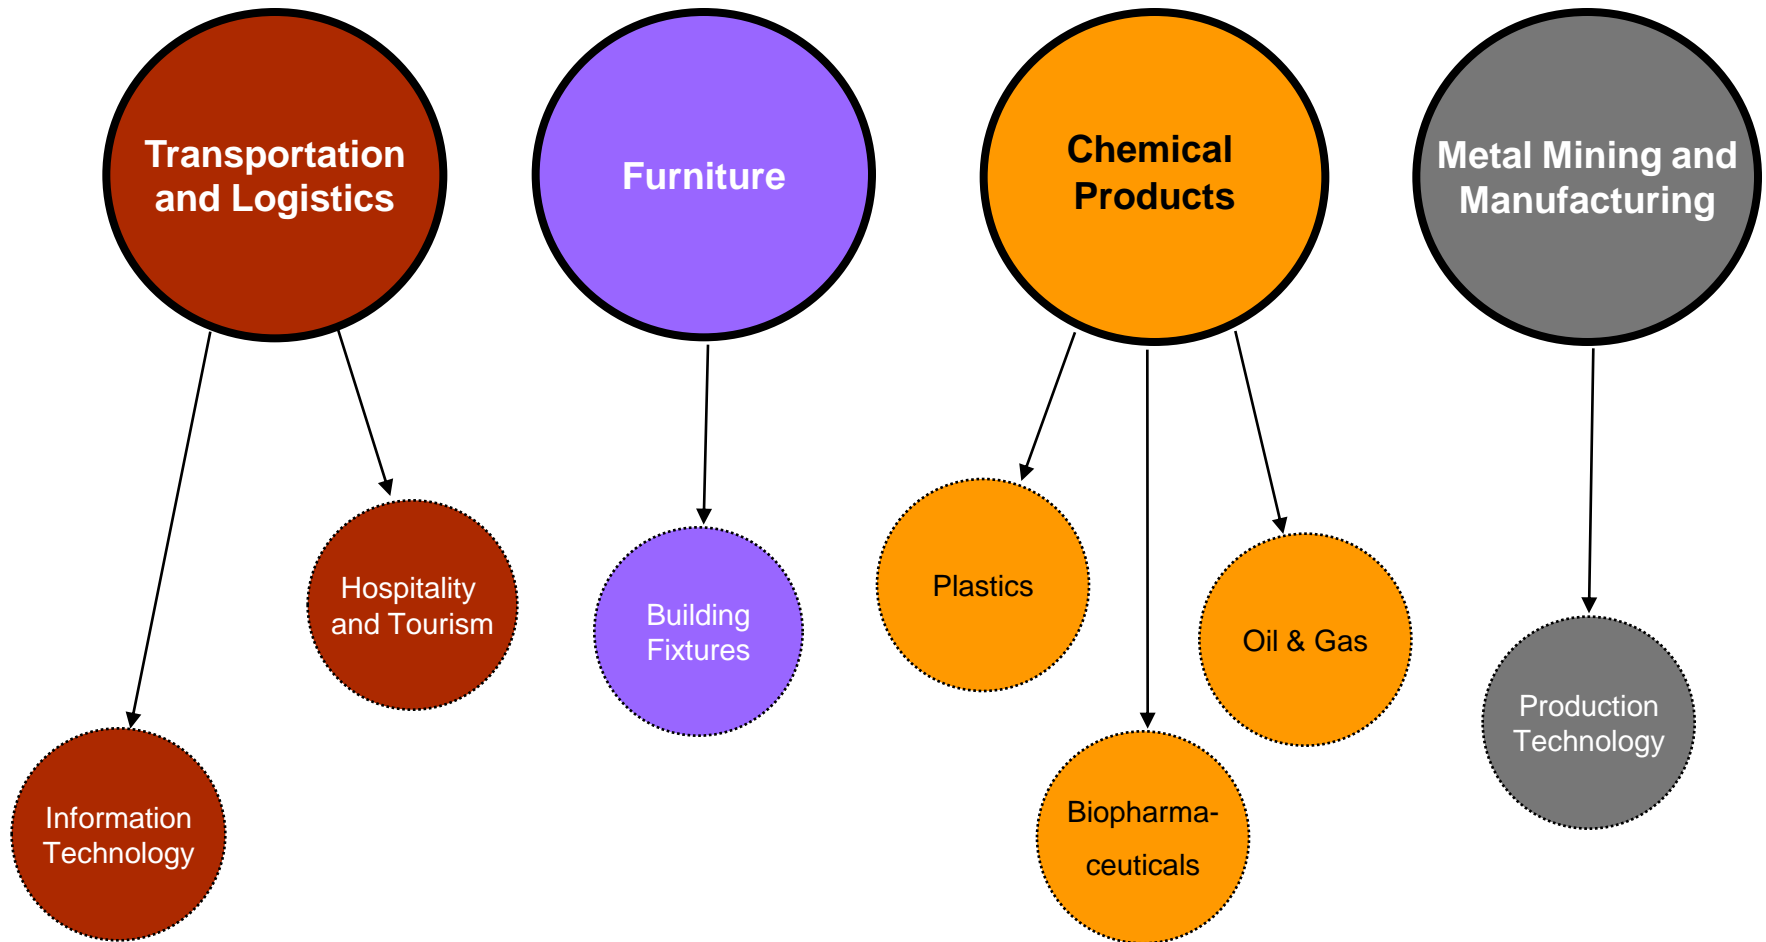 Transportation
and Logistics
Furniture
Chemical
Products
Metal Mining and
Manufacturing
Hospitality
and Tourism
Building
Fixtures
Plastics
Oil & Gas
Production
Technology
Information
Technology
Biopharma-
ceuticals